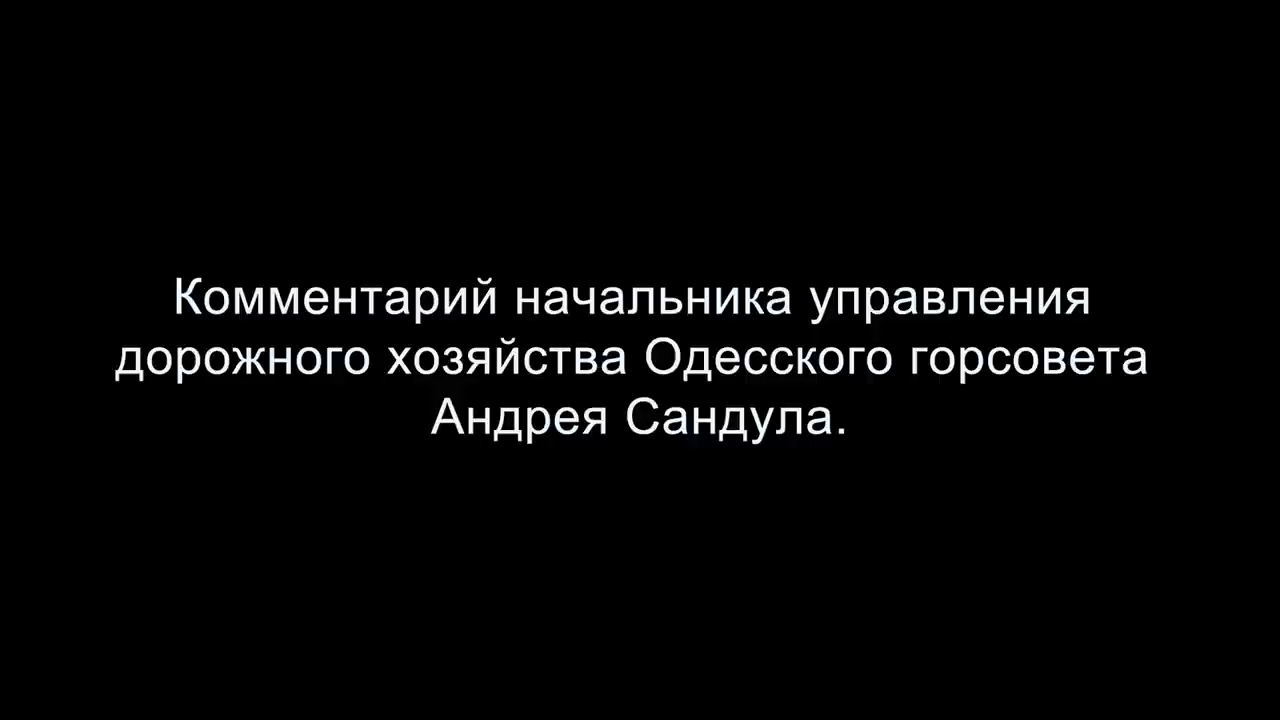 Комментарий начальника управления
дорожного хозяйства Одесского горсовета
Андрея Сандула.